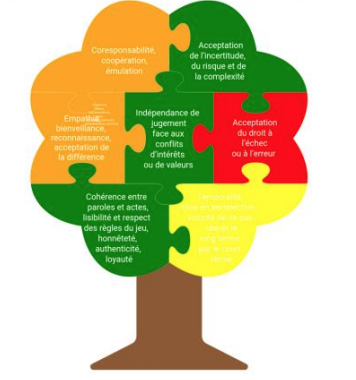 Coresponsabilité,
coopération,
émulation
Acceptation
de l'incertitude,
du risque et de
la complexité
Empathie,
bienveillance,
reconnaissance,
acceptation de
la différence
Indépendance de
jugement
face aux
conflits
d'intérêts
ou de valeurs
Acceptation
du droit à
l'échec
ou à l'erreur
Cohérence entre
paroles et actes,
lisibilité et respect
des règles du jeu,
honnêteté,
authenticité,
loyauté